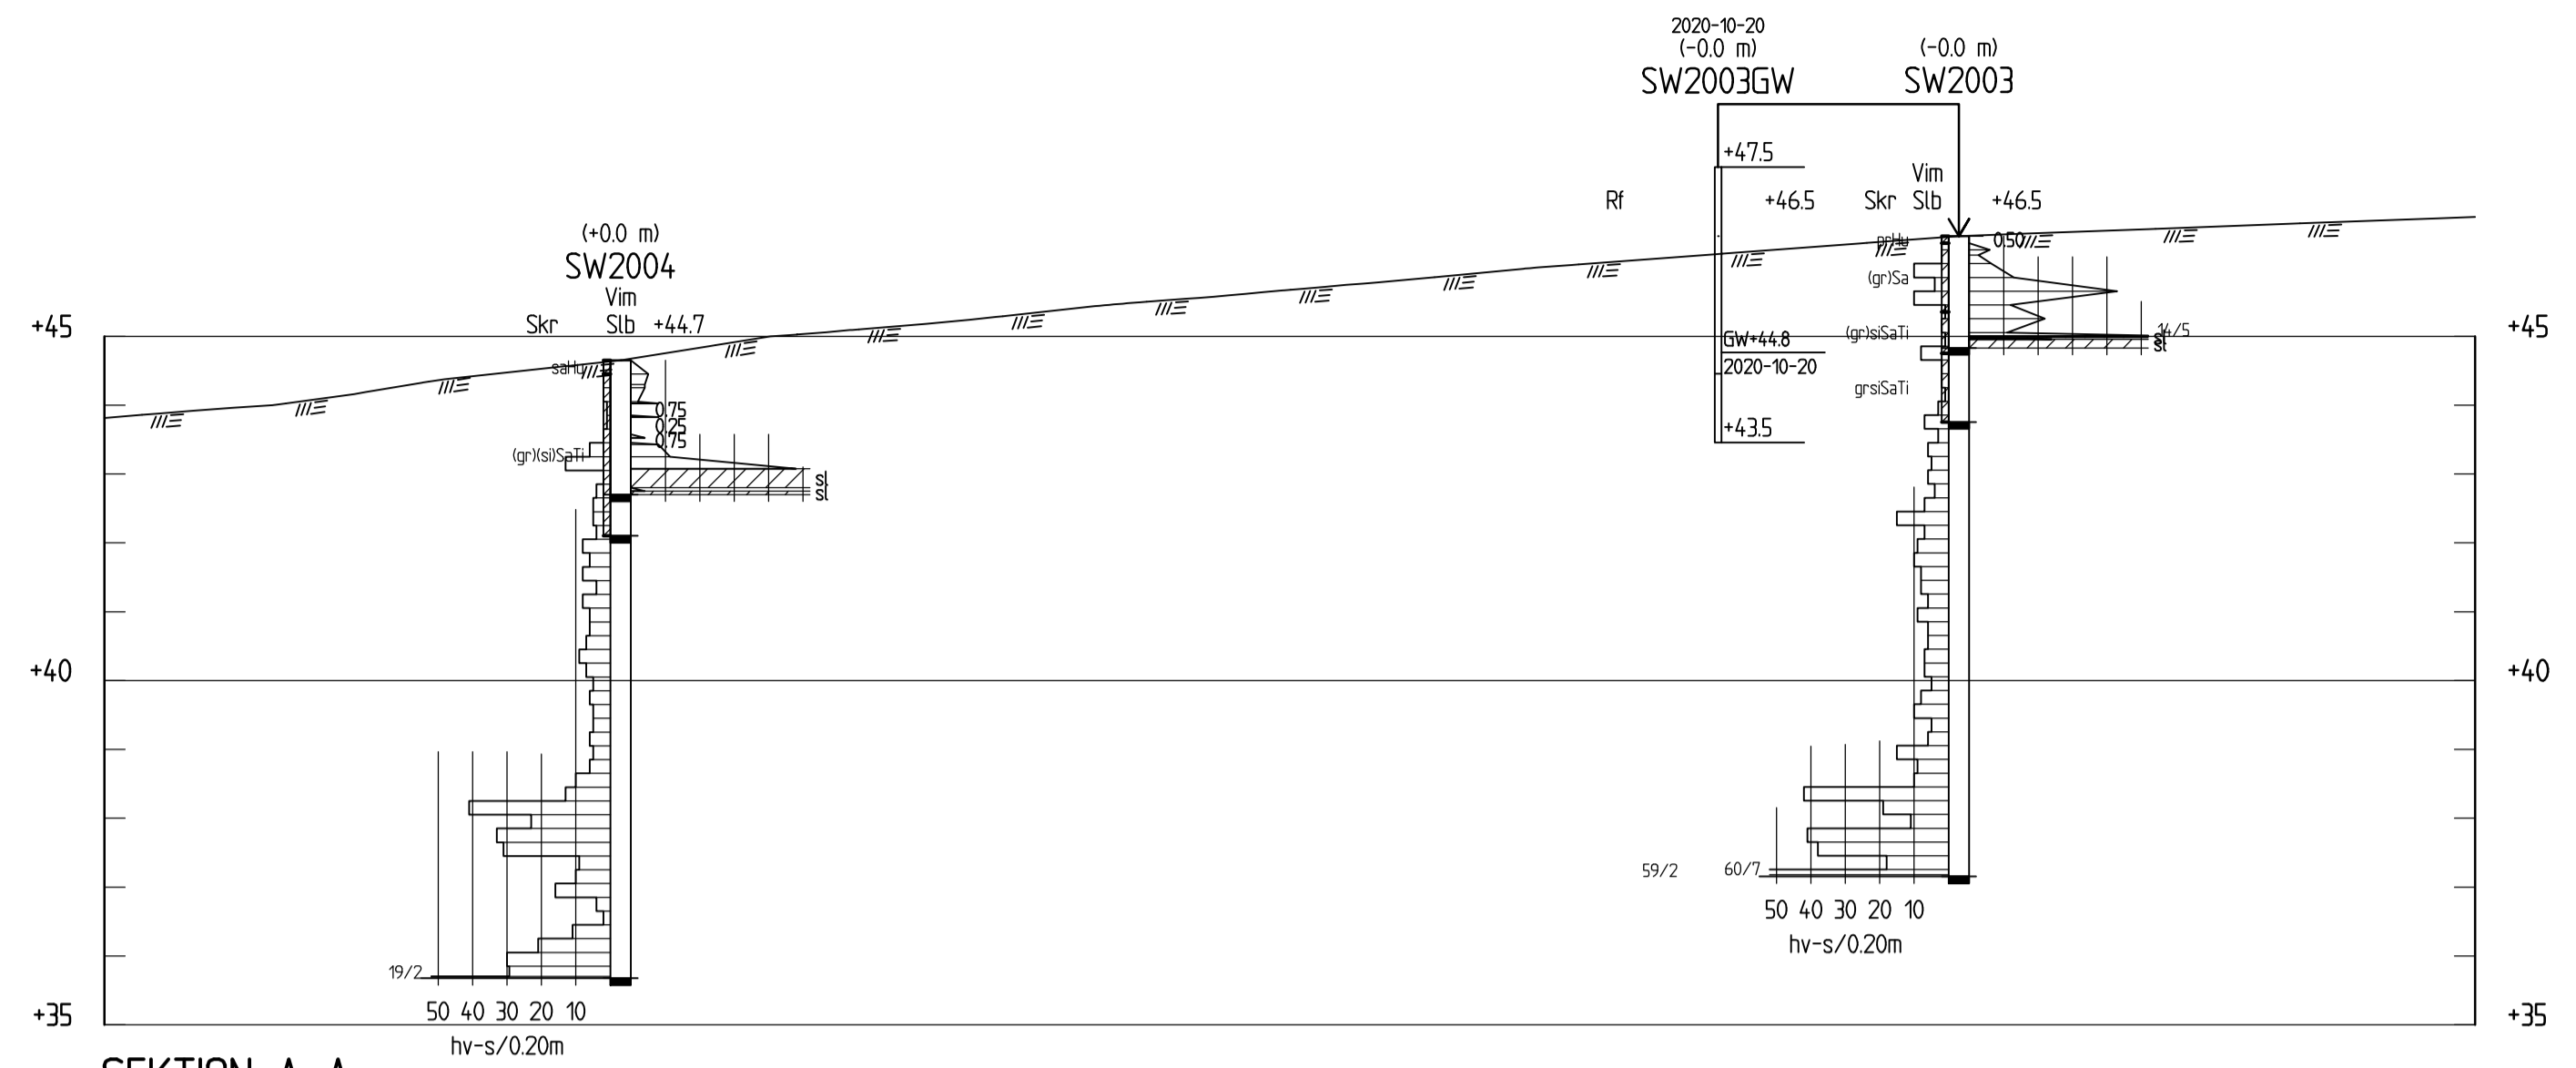 2020-10-20
(-0.0 m)
SW2003GW
(-0.0 m)
SW2003
+47.5
Rf
+46.5
Vim
Skr Slb
+46.5
(+0.0 m)
SW2004
Vim
Skr Slb +44.7
prHu
0.50
(gr)Sa
(gr)siSaTi
14/5
sl
sl
grsiSaTi
GW+44.8
2020-10-20
+43.5
saHu
0.75
0.25
0.75
(gr)(si)SaTi
sl
sl
+45
+45
+40
+40
59/2
60/7
50 40 30 20 10
hv-s/0.20m
19/2
50 40 30 20 10
hv-s/0.20m
+35
+35
SEKTION A-A